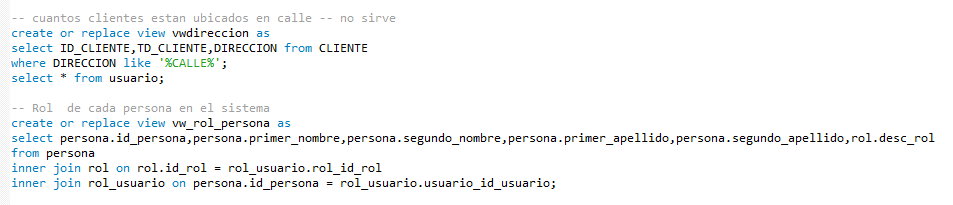 -- cuantos clientes estan ubicados en calle -- no sirve
create or replace view vwdireccion as
select ID_CLIENTE,TD_CLIENTE,DIRECCION from CLIENTE
where DIRECCION like '%CALLE%';
select * from usuario;
-- Rol  de cada persona en el sistema
create or replace view vw_rol_persona as
select persona.id_persona,persona.primer_nombre,persona.segundo_nombre,persona.primer_apellido,persona.segundo_apellido,rol.desc_rol
from persona
inner join rol on rol.id_rol = rol_usuario.rol_id_rol
inner join rol_usuario on persona.id_persona = rol_usuario.usuario_id_usuario;